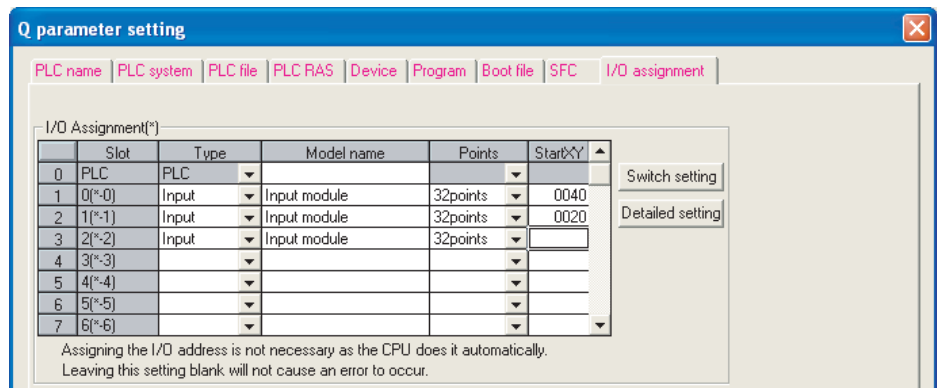 Q parameter setting
PLC name PLC system PLC file PLC RAS Device Program Boot file SFC I/O assignment
I/O Assignment(*)
Slot Type Model name Points StartXY
0 PLC PLC
1 0(*-0) Input Input module 32points 0040
2 1(*-1) Input Input module 32points 0020
3 2(*-2) Input Input module 32points
4 3(*-3)
5 4(*-4)
6 5(*-5)
7 6(*-6)
Switch setting
Detailed setting
Assigning the I/O address is not necessary as the CPU does it automatically.
Leaving this setting blank will not cause an error to occur.